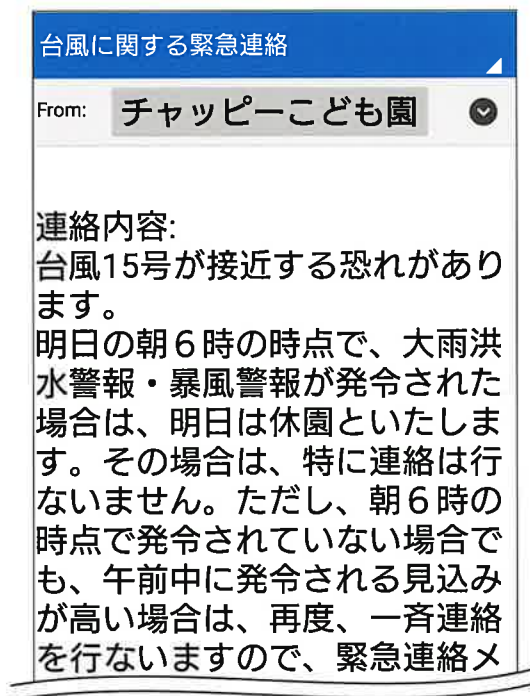 台風に関する緊急連絡
From: チャッピーこども園
連絡内容:
台風15号が接近する恐れがあり
ます。
明日の朝６時の時点で、大雨洪
水警報・暴風警報が発令された
場合は、明日は休園といたしま
す。その場合は、特に連絡は行
ないません。ただし、朝６時の
時点で発令されていない場合で
も、午前中に発令される見込み
が高い場合は、再度、一斉連絡
を行ないますので、緊急連絡メ